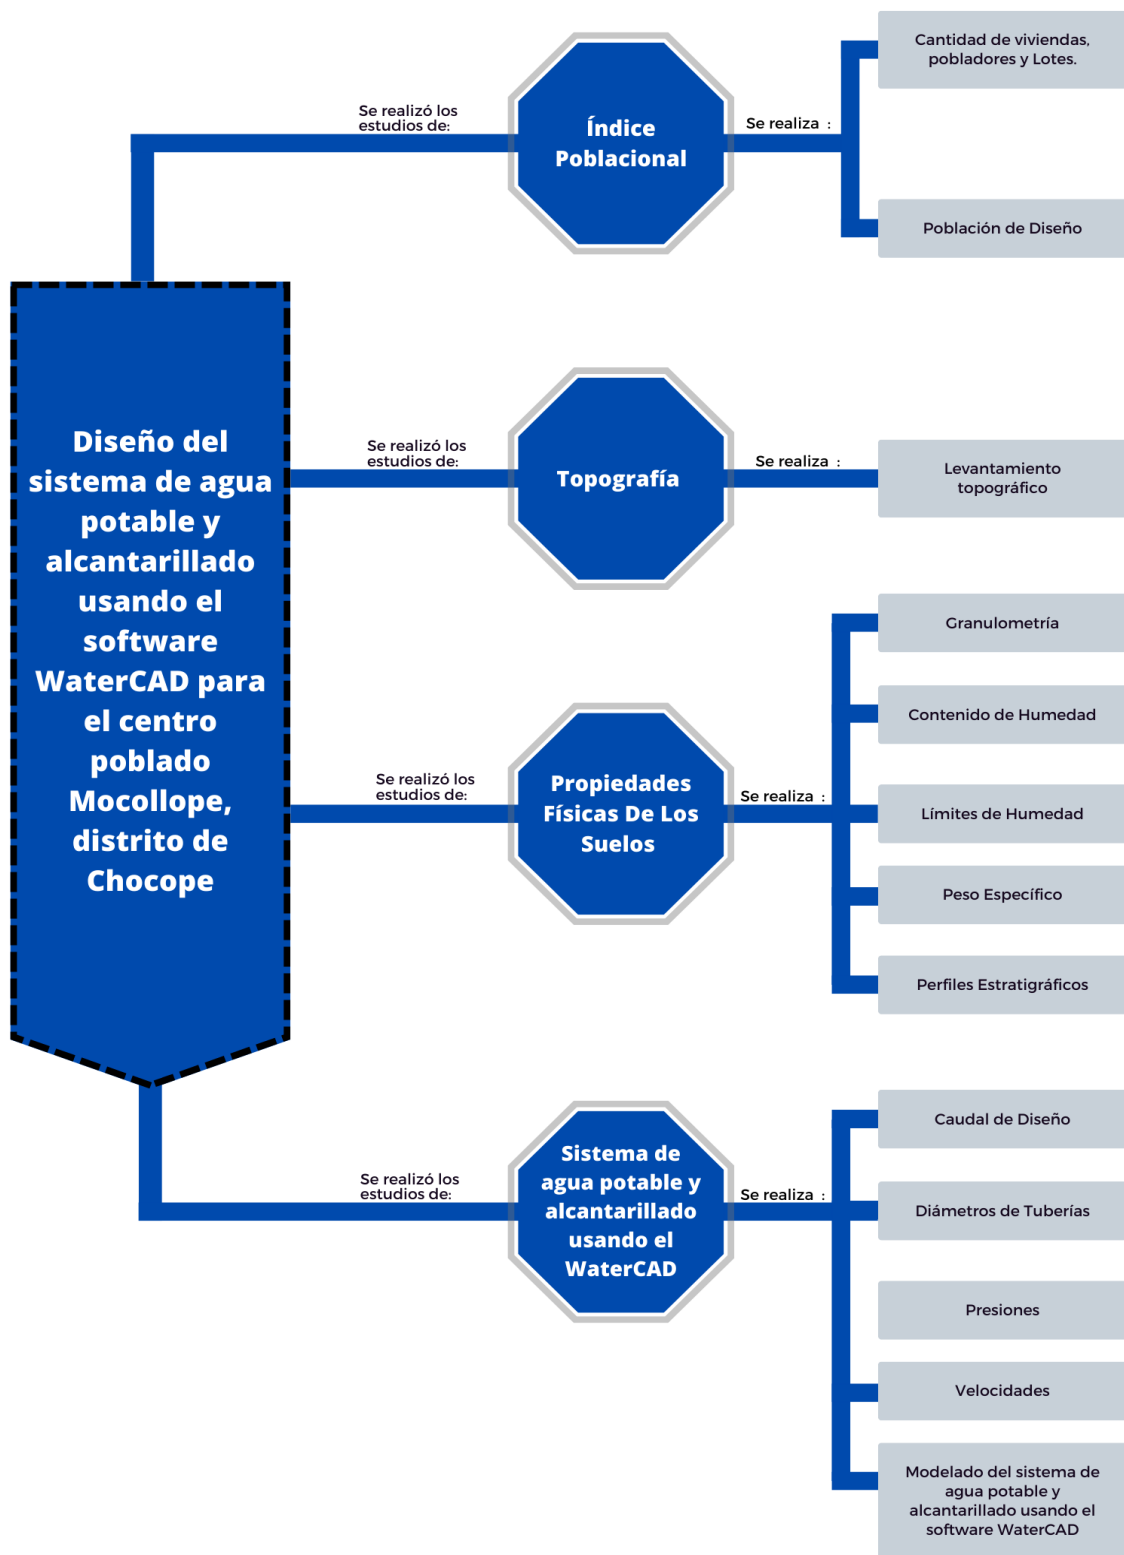 Diseño del
sistema de agua
potable y
alcantarillado
usando el
software
WaterCAD para
el centro
poblado
Mocollope,
distrito de
Chocope
Se realizó los
estudios de:
Índice
Poblacional
Se realiza :
Cantidad de viviendas,
pobladores y Lotes.
Población de Diseño
Se realizó los
estudios de:
Topografía
Se realiza :
Levantamiento
topográfico
Se realizó los
estudios de:
Propiedades
Físicas De Los
Suelos
Se realiza :
Granulometría
Contenido de Humedad
Límites de Humedad
Peso Específico
Perfiles Estratigráficos
Se realizó los
estudios de:
Sistema de
agua potable y
alcantarillado
usando el
WaterCAD
Se realiza :
Caudal de Diseño
Diámetros de Tuberías
Presiones
Velocidades
Modelado del sistema de
agua potable y
alcantarillado usando el
software WaterCAD